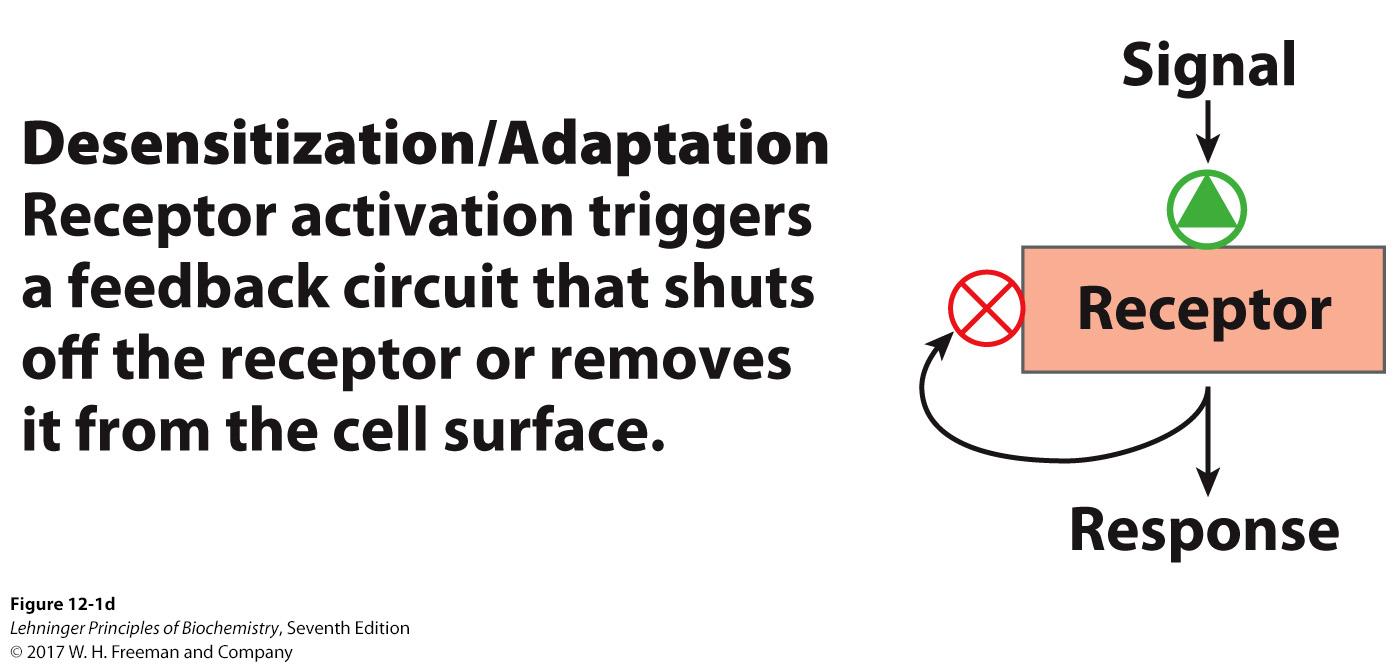 Desensitization/Adaptation
Receptor activation triggers
a feedback circuit that shuts
off the receptor or removes
it from the cell surface.
Signal
Receptor
Response
Figure 12-1d
Lehninger Principles of Biochemistry, Seventh Edition
© 2017 W. H. Freeman and Company